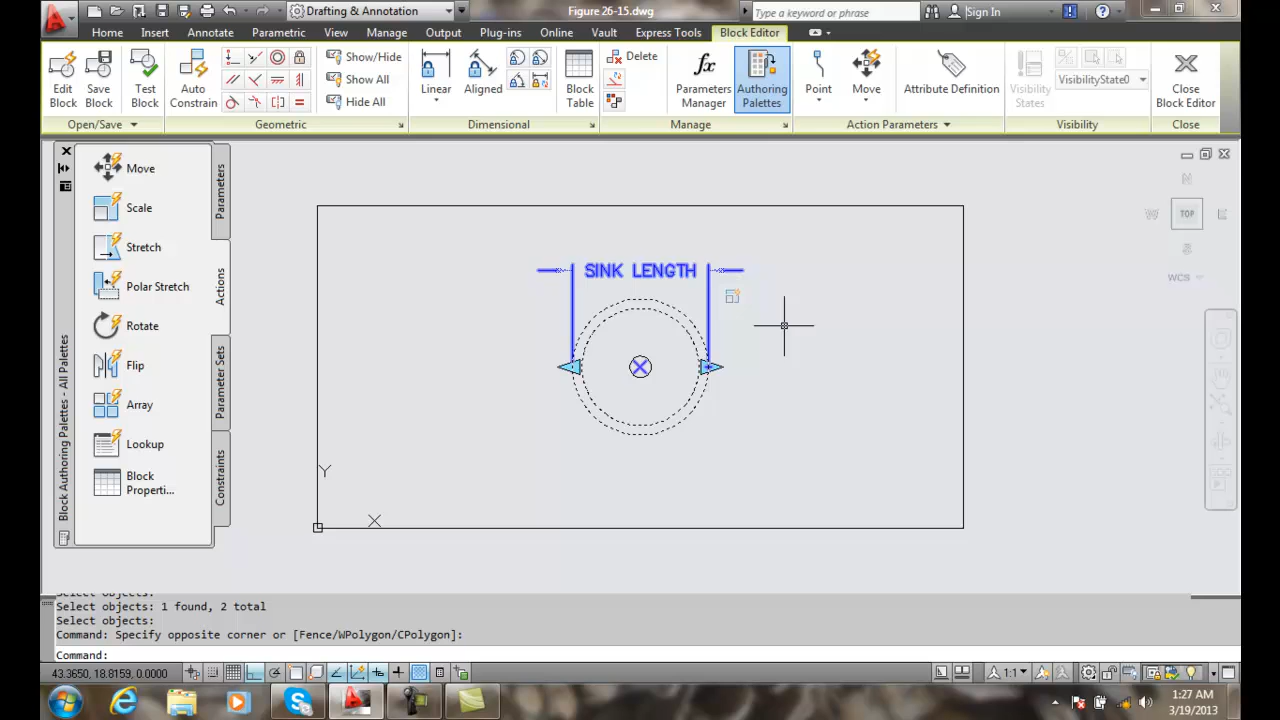 Drafting & Annotation
Figure 26-15.dwg
Type a keyword or phrase
Sign In
Home
Insert
Annotate
Parametric
View
Manage
Output
Plug-ins
Online
Vault
Express Tools
Block Editor
Edit
Block
Save
Block
Test
Block
Open/Save
Auto
Constrain
Show/Hide
Show All
Hide All
Geometric
Linear
Aligned
Dimensional
Block
Table
Delete
Parameters
Manager
Authoring
Palettes
Manage
Point
Move
Action Parameters
Attribute Definition
Visibility
States
VisibilityState0
Visibility
Close
Block Editor
Close
Move
Scale
Stretch
Polar Stretch
Rotate
Flip
Array
Lookup
Block
Properti...
Parameters
Actions
Parameter Sets
Constraints
Block Authoring Palettes - All Palettes
SINK LENGTH
Y
X
N
W
TOP
E
S
WCS
Select objects:
Select objects: 1 found, 2 total
Select objects:
Command: Specify opposite corner or [Fence/WPolygon/CPolygon]:
Command:
43.3650, 18.8159, 0.0000
1:1
1:27 AM
3/19/2013